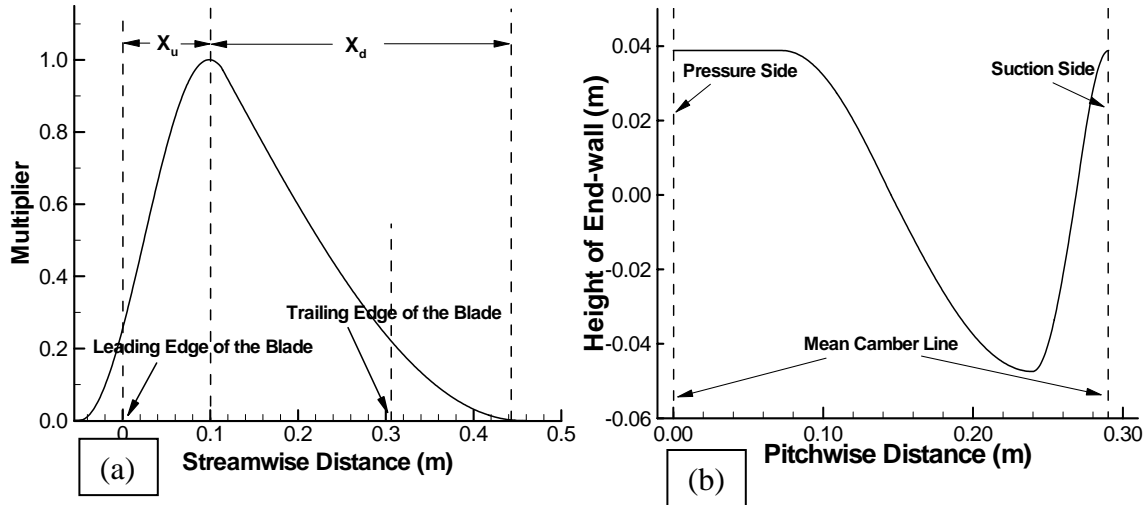 X_u
X_d
1.0
0.8
0.6
0.4
0.2
0.0
Multiplier
Trailing Edge of the Blade
Leading Edge of the Blade
0
0.1
0.2
0.3
0.4
0.5
Streamwise Distance (m)
(a)
0.04
0.02
0.00
-0.02
-0.04
-0.06
Height of End-wall (m)
Pressure Side
Suction Side
Mean Camber Line
0.00
0.10
0.20
0.30
Pitchwise Distance (m)
(b)